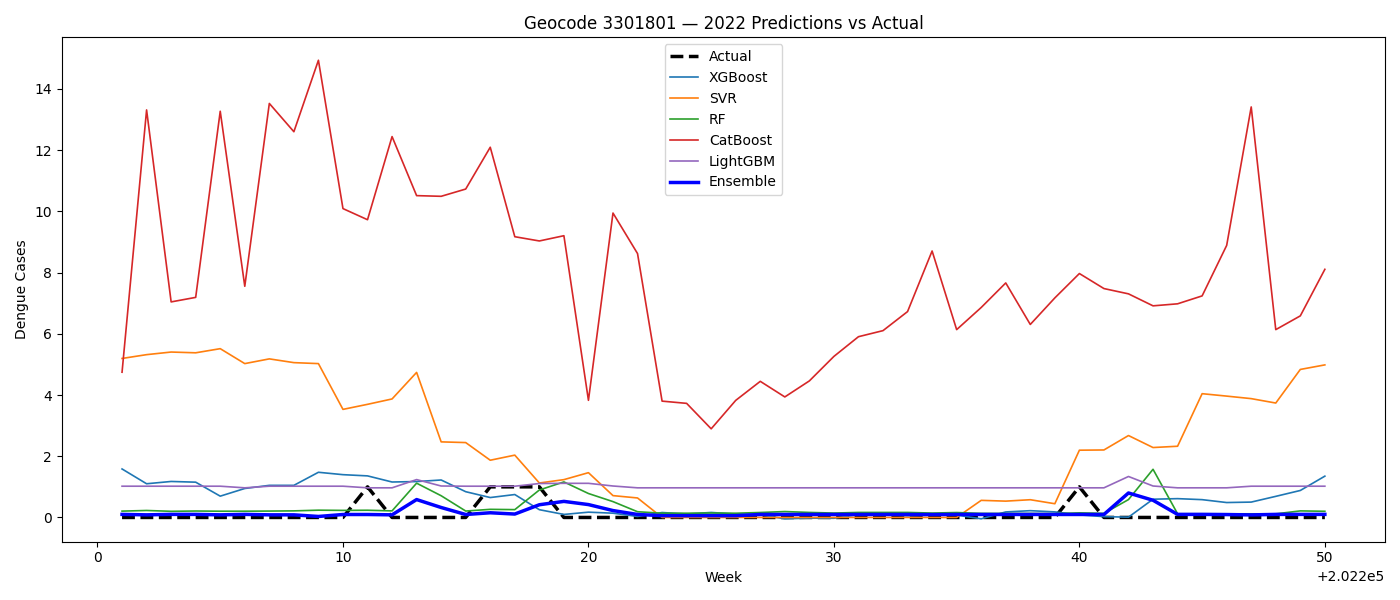 Geocode 3301801 — 2022 Predictions vs Actual
Actual
XGBoost
SVR
RF
CatBoost
LightGBM
Ensemble
Dengue Cases
14
12
10
8
6
4
2
0
0 10 20 30 40 50
Week
+2.022e5